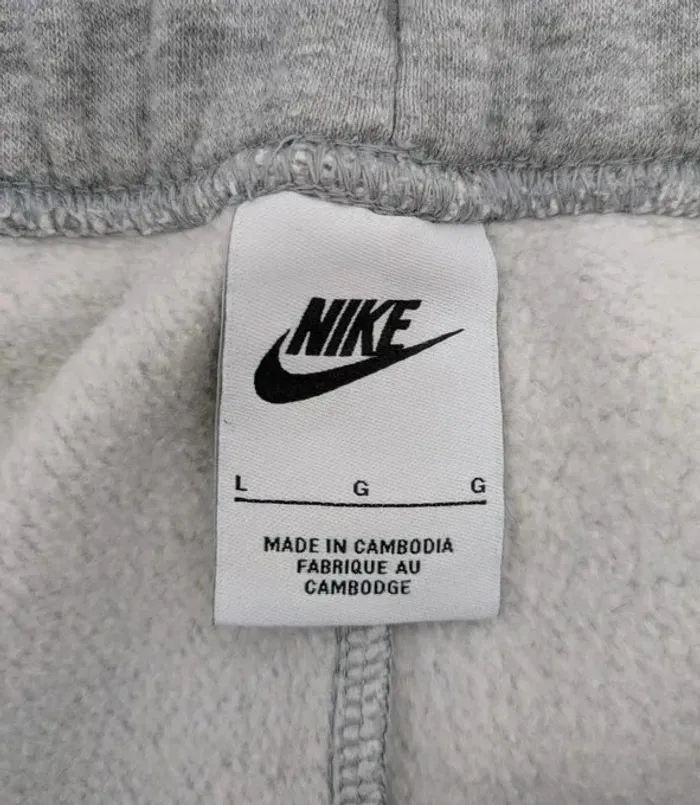 NIKE
L G G
MADE IN CAMBODIA
FABRIQUE AU
CAMBODGE